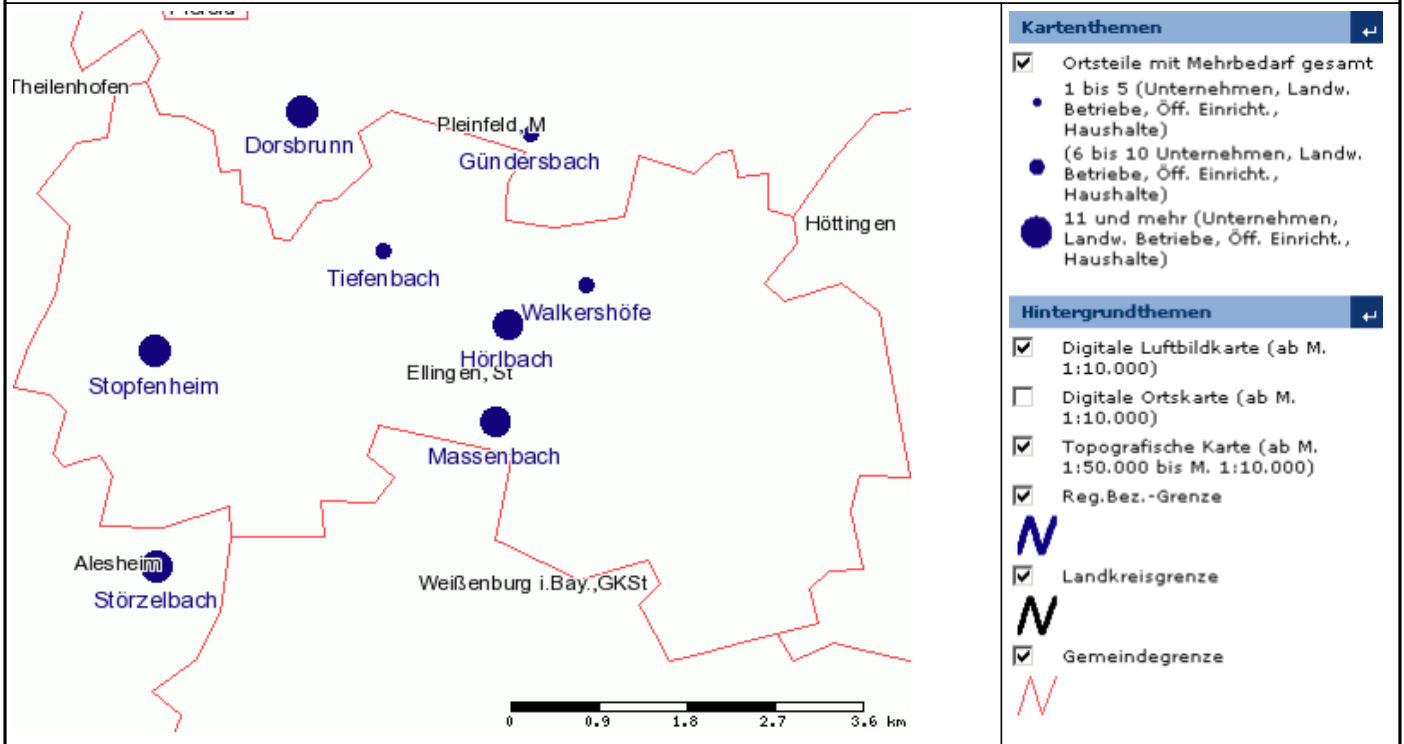 Theilenhofen
Dorsbrunn
Pleinfeld, M
Gündersbach
Höttingen
Tiefenbach
Walkershöfe
Hörlbach
Ellingen, St
Stopfenheim
Massenbach
Alesheim
Störzelbach
Weißenburg i.Bay.,GKSt
0 0.9 1.8 2.7 3.6 km
Kartenthemen
Ortsteile mit Mehrbedarf gesamt
1 bis 5 (Unternehmen, Landw.
Betriebe, Öff. Einricht.,
Haushalte)
(6 bis 10 Unternehmen, Landw.
Betriebe, Öff. Einricht.,
Haushalte)
11 und mehr (Unternehmen,
Landw. Betriebe, Öff. Einricht.,
Haushalte)
Hintergrundthemen
Digitale Luftbildkarte (ab M.
1:10.000)
Digitale Ortskarte (ab M.
1:10.000)
Topografische Karte (ab M.
1:50.000 bis M. 1:10.000)
Reg.Bez.-Grenze
Landkreisgrenze
Gemeindegrenze